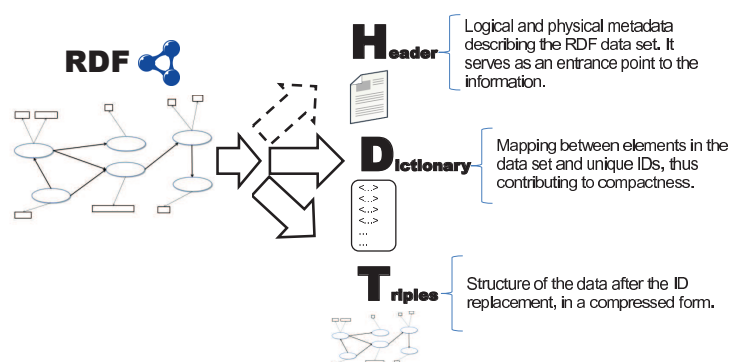 RDF
Header
Logical and physical metadata
describing the RDF data set. It
serves as an entrance point to the
information.
Dictionary
Mapping between elements in the
data set and unique IDs, thus
contributing to compactness.
<...>
<...>
<...>
<...>
...
...
Triples
Structure of the data after the ID
replacement, in a compressed form.